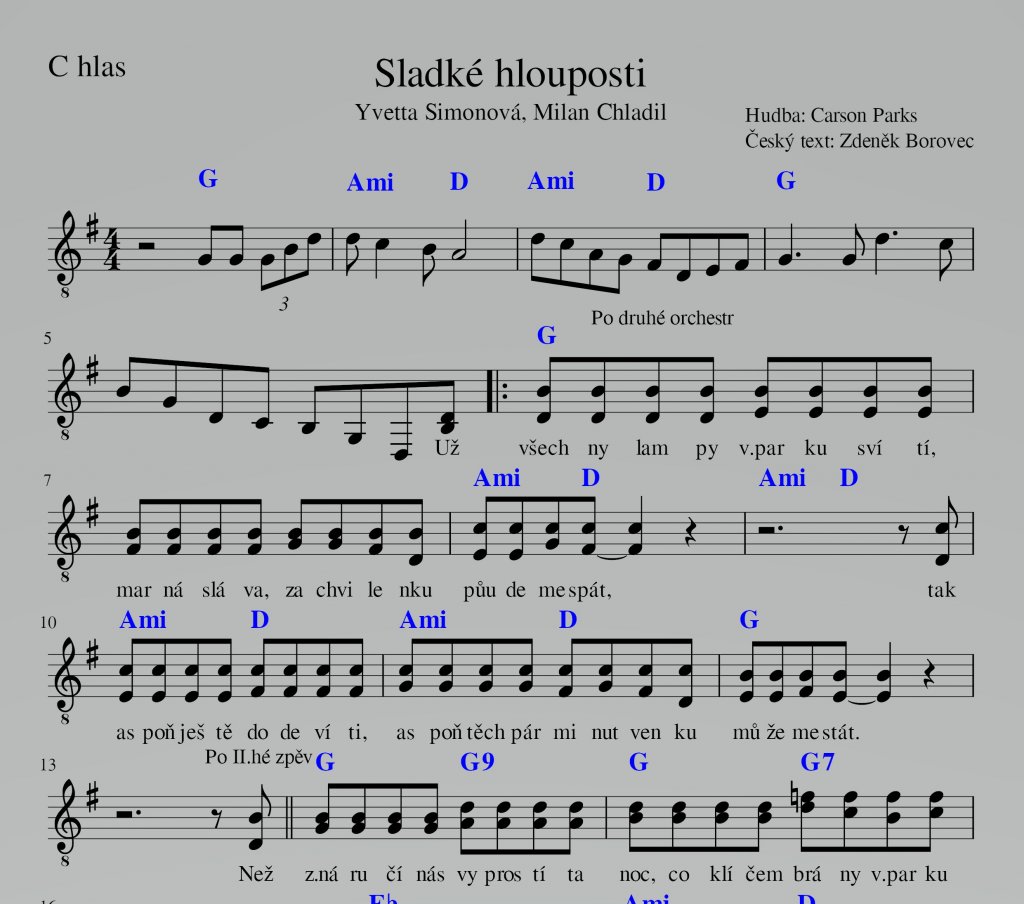 C hlas
Sladké hlouposti
Yvetta Simonová, Milan Chladil
Hudba: Carson Parks
Český text: Zdeněk Borovec
G Ami D Ami D G
4
4
8
3
Po druhé orchestr
5
G
8
Už všech ny lam py v.par ku sví tí,
7
Ami D Ami D
8
mar ná slá va, za chvi le nku půu de me spát, tak
10
Ami D Ami D G
8
as poň ješ tě do de ví ti, as poň těch pár mi nut ven ku mů že me stát.
13
Po II.hé zpěv
G G9 G G7
8
Než z.ná ru čí nás vy pros tí ta noc, co klí čem brá ny v.par ku
16
E♭ Ami D